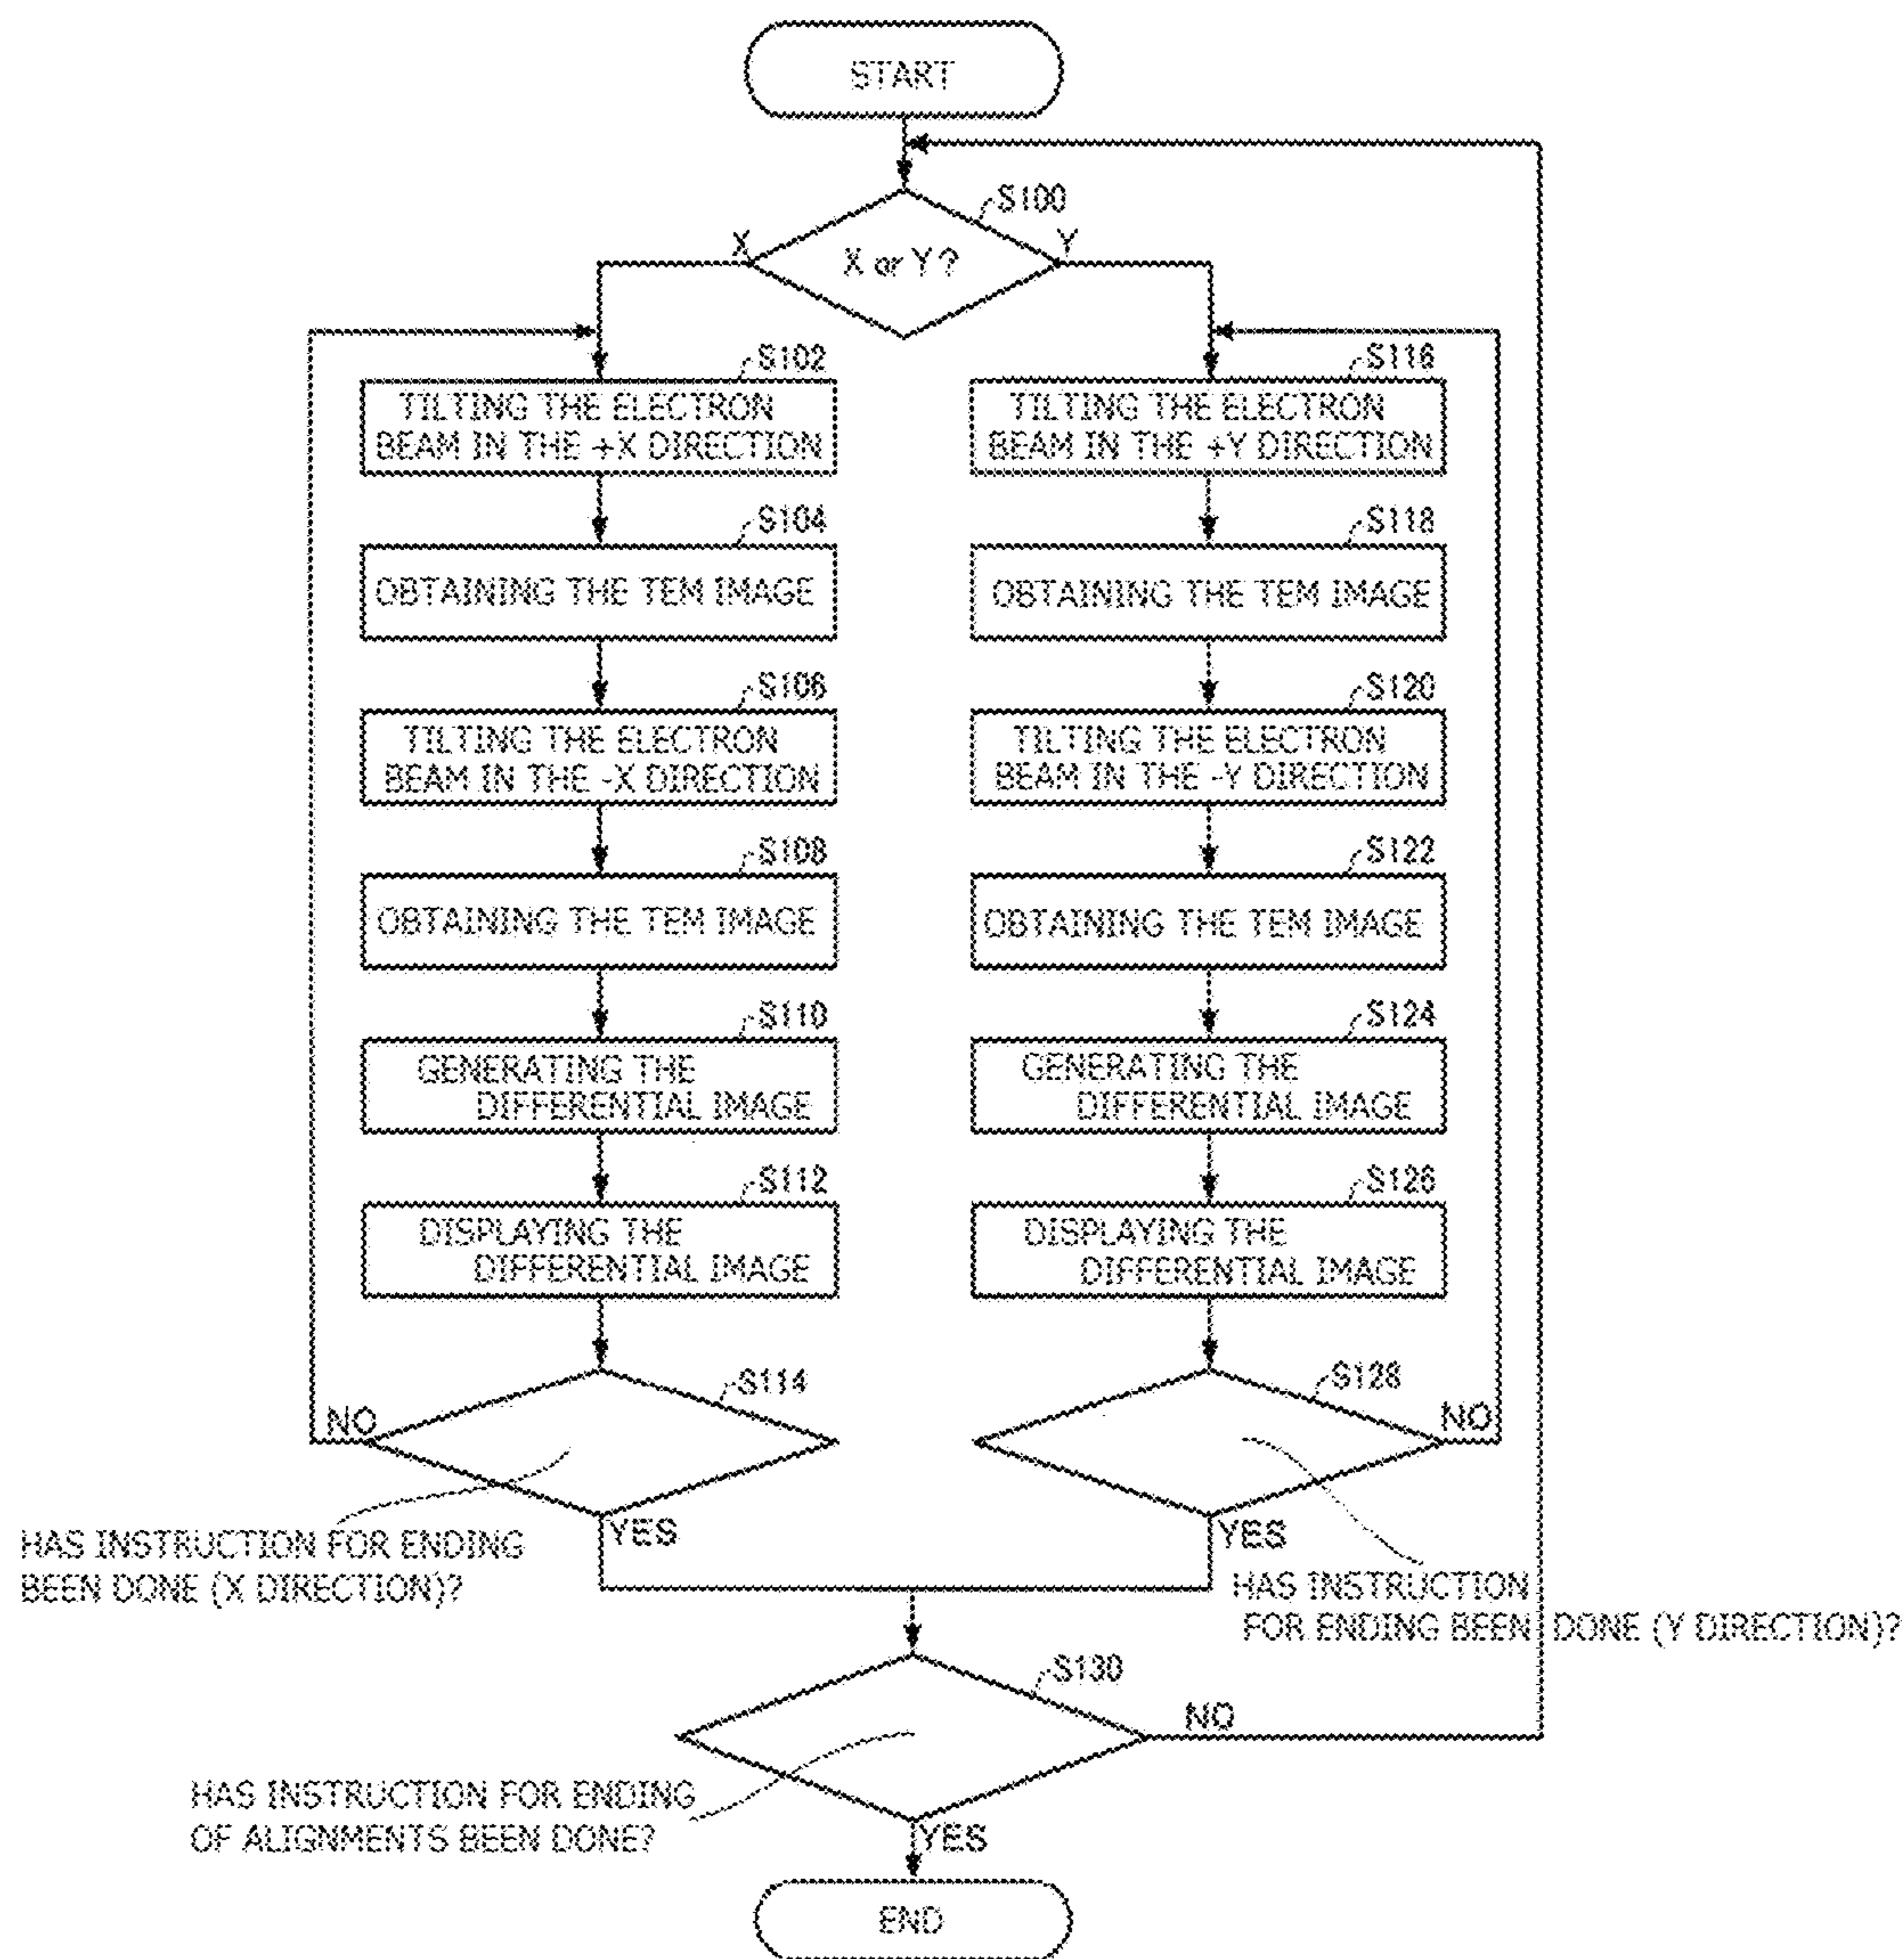 START
S100
X
X or Y ?
Y
S102
TILTING THE ELECTRON
BEAM IN THE +X DIRECTION
S104
OBTAINING THE TEM IMAGE
S106
TILTING THE ELECTRON
BEAM IN THE -X DIRECTION
S108
OBTAINING THE TEM IMAGE
S110
GENERATING THE
DIFFERENTIAL IMAGE
S112
DISPLAYING THE
DIFFERENTIAL IMAGE
S114
NO
YES
HAS INSTRUCTION FOR ENDING
BEEN DONE (X DIRECTION)?
S116
TILTING THE ELECTRON
BEAM IN THE +Y DIRECTION
S118
OBTAINING THE TEM IMAGE
S120
TILTING THE ELECTRON
BEAM IN THE -Y DIRECTION
S122
OBTAINING THE TEM IMAGE
S124
GENERATING THE
DIFFERENTIAL IMAGE
S126
DISPLAYING THE
DIFFERENTIAL IMAGE
S128
NO
YES
HAS INSTRUCTION
FOR ENDING BEEN DONE (Y DIRECTION)?
S130
NO
HAS INSTRUCTION FOR ENDING
OF ALIGNMENTS BEEN DONE?
YES
END